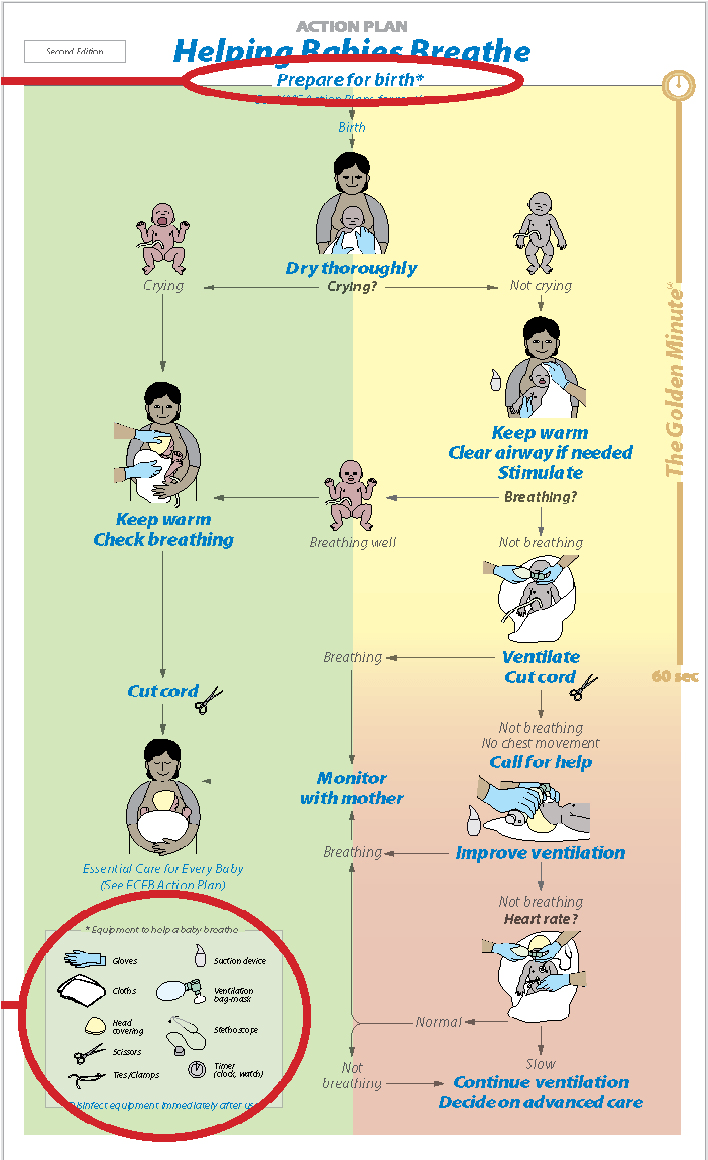 ACTION PLAN
Second Edition
Helping Babies Breathe
Prepare for birth*
Birth
Dry thoroughly
Crying?
Crying
Not crying
The Golden Minute®
Keep warm
Clear airway if needed
Stimulate
Breathing?
Keep warm
Check breathing
Breathing well
Not breathing
Breathing
Ventilate
Cut cord
60 sec
Cut cord
Not breathing
No chest movement
Call for help
Monitor
with mother
Breathing
Improve ventilation
Essential Care for Every Baby
(See ECEB Action Plan)
Not breathing
Heart rate?
* Equipment to help a baby breathe
Gloves
Suction device
Cloths
Ventilation
bag-mask
Head
covering
Stethoscope
Scissors
Ties/Clamps
Timer
(clock, watch)
Disinfect equipment immediately after use
Normal
Slow
Not
breathing
Continue ventilation
Decide on advanced care